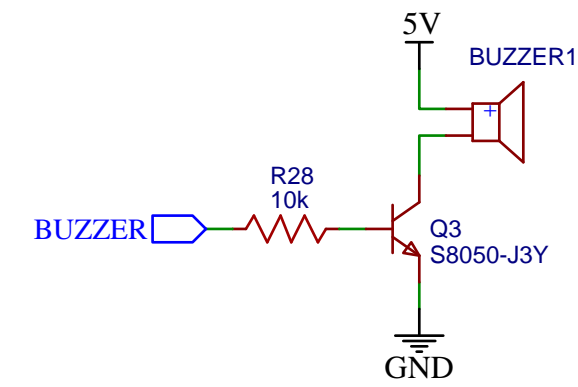 5V
BUZZER1
+
R28
10k
BUZZER
Q3
S8050-J3Y
GND